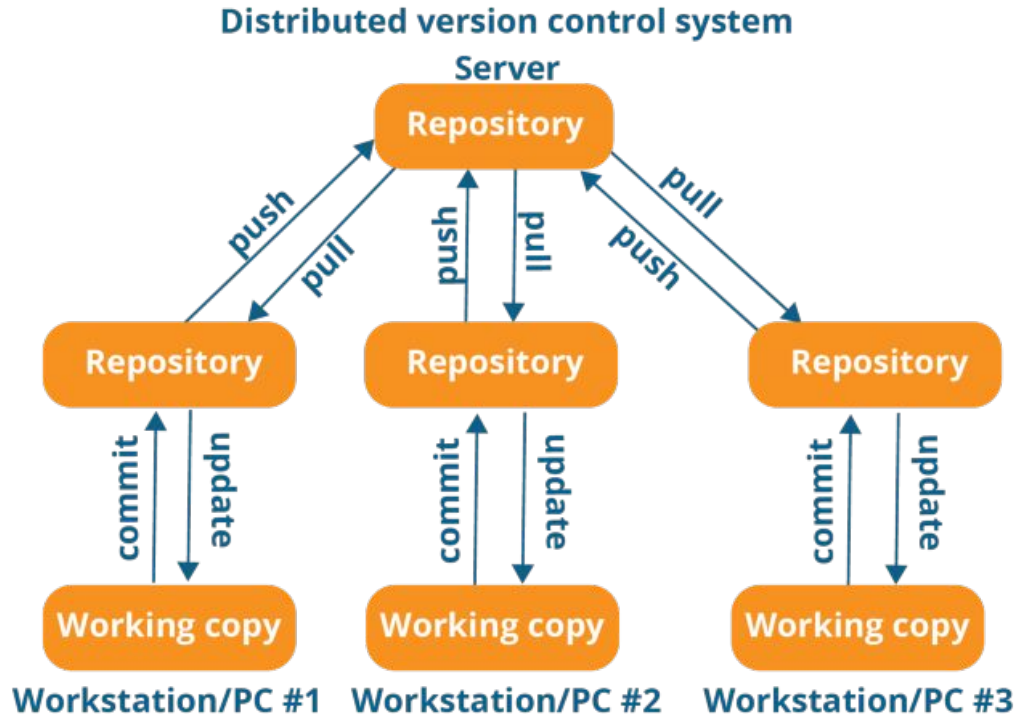 Distributed version control system
Server
Repository
push
pull
push
pull
push
pull
Repository
Repository
Repository
commit
update
commit
update
commit
update
Working copy
Working copy
Working copy
Workstation/PC #1
Workstation/PC #2
Workstation/PC #3